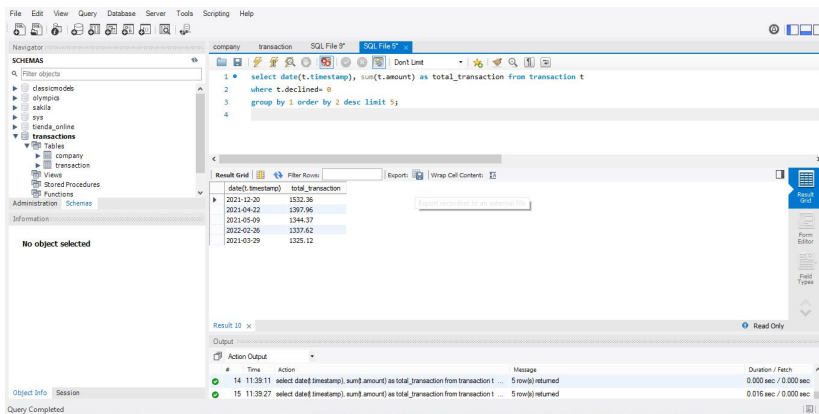 File Edit View Query Database Server Tools Scripting Help
Navigator
company transaction SQL File 9* SQL File 5* ×
SCHEMAS
Filter objects
Don't Limit
classicmodels
olympics
sakila
sys
tienda_online
transactions
Tables
company
transaction
Views
Stored Procedures
Functions
1 select date(t.timestamp), sum(t.amount) as total_transaction from transaction t
2 where t.declined= 0
3 group by 1 order by 2 desc limit 5;
4
Administration Schemas
Information
No object selected
Result Grid Filter Rows: Export: Wrap Cell Content:
date(t.timestamp) total_transaction
2021-12-20 1532.36
2021-04-22 1397.96
2021-05-09 1344.37
2022-02-26 1337.62
2021-03-29 1325.12
Export recordset to an external file
Result Grid
Form Editor
Field Types
Result 10 × Read Only
Output
Action Output
# Time Action Message Duration / Fetch
14 11:39:11 select date(t.timestamp), sum(t.amount) as total_transaction from transaction t ... 5 row(s) returned 0.000 sec / 0.000 sec
15 11:39:27 select date(t.timestamp), sum(t.amount) as total_transaction from transaction t ... 5 row(s) returned 0.016 sec / 0.000 sec
Object Info Session
Query Completed